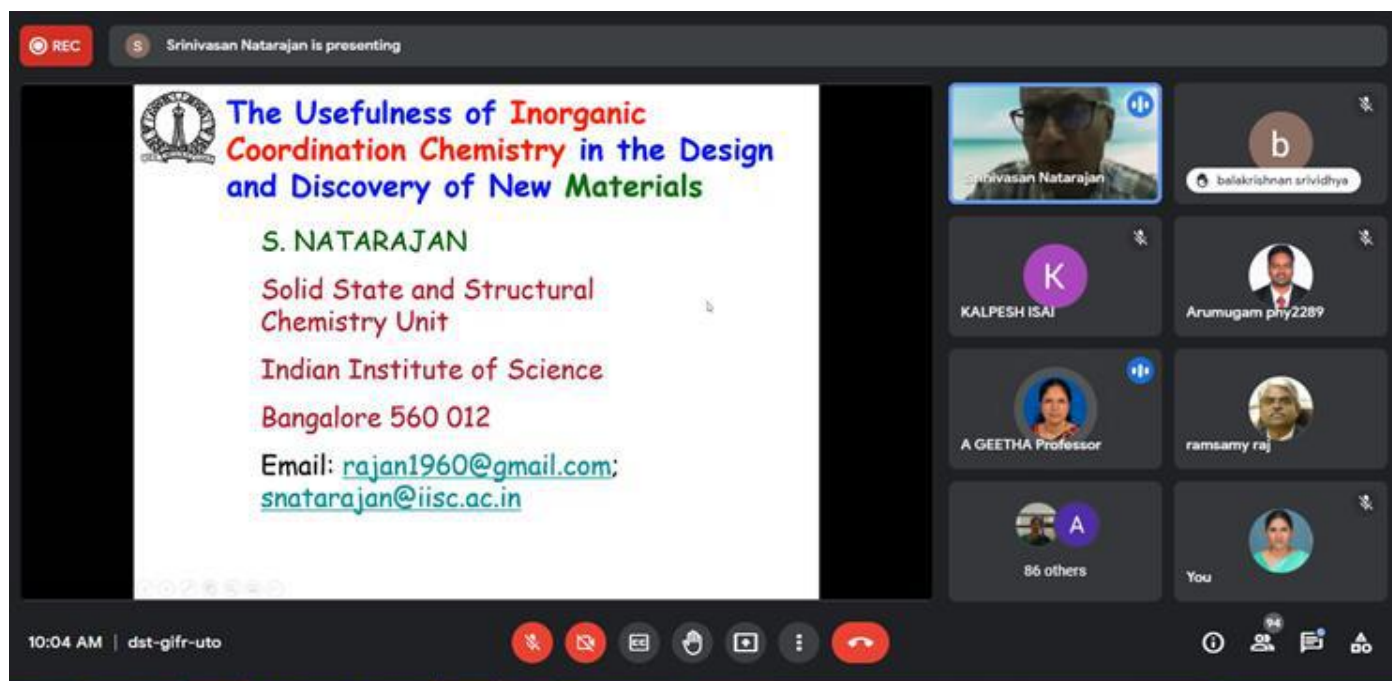 REC
S
Srinivasan Natarajan is presenting
The Usefulness of Inorganic
Coordination Chemistry in the Design
and Discovery of New Materials
S. NATARAJAN
Solid State and Structural
Chemistry Unit
Indian Institute of Science
Bangalore 560 012
Email: rajan1960@gmail.com;
snatarajan@iisc.ac.in
Srinivasan Natarajan
b
balakrishnan srividhya
K
KALPESH ISAI
Arumugam phy2289
A GEETHA Professor
ramsamy raj
A
86 others
You
10:04 AM | dst-gifr-uto
CC
94